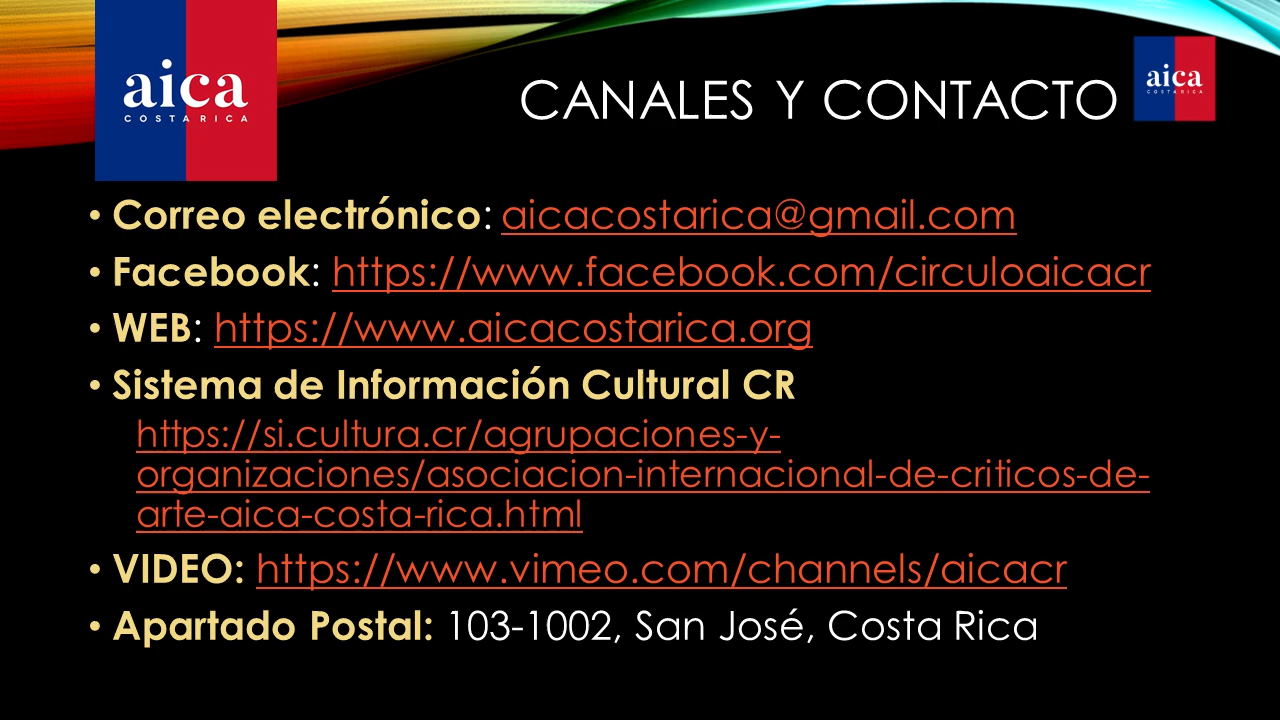 aica
COSTARICA
CANALES Y CONTACTO
aica
COSTARICA
• Correo electrónico: aicacostarica@gmail.com
• Facebook: https://www.facebook.com/circuloaicacr
• WEB: https://www.aicacostarica.org
• Sistema de Información Cultural CR
https://si.cultura.cr/agrupaciones-y-
organizaciones/asociacion-internacional-de-criticos-de-
arte-aica-costa-rica.html
• VIDEO: https://www.vimeo.com/channels/aicacr
• Apartado Postal: 103-1002, San José, Costa Rica